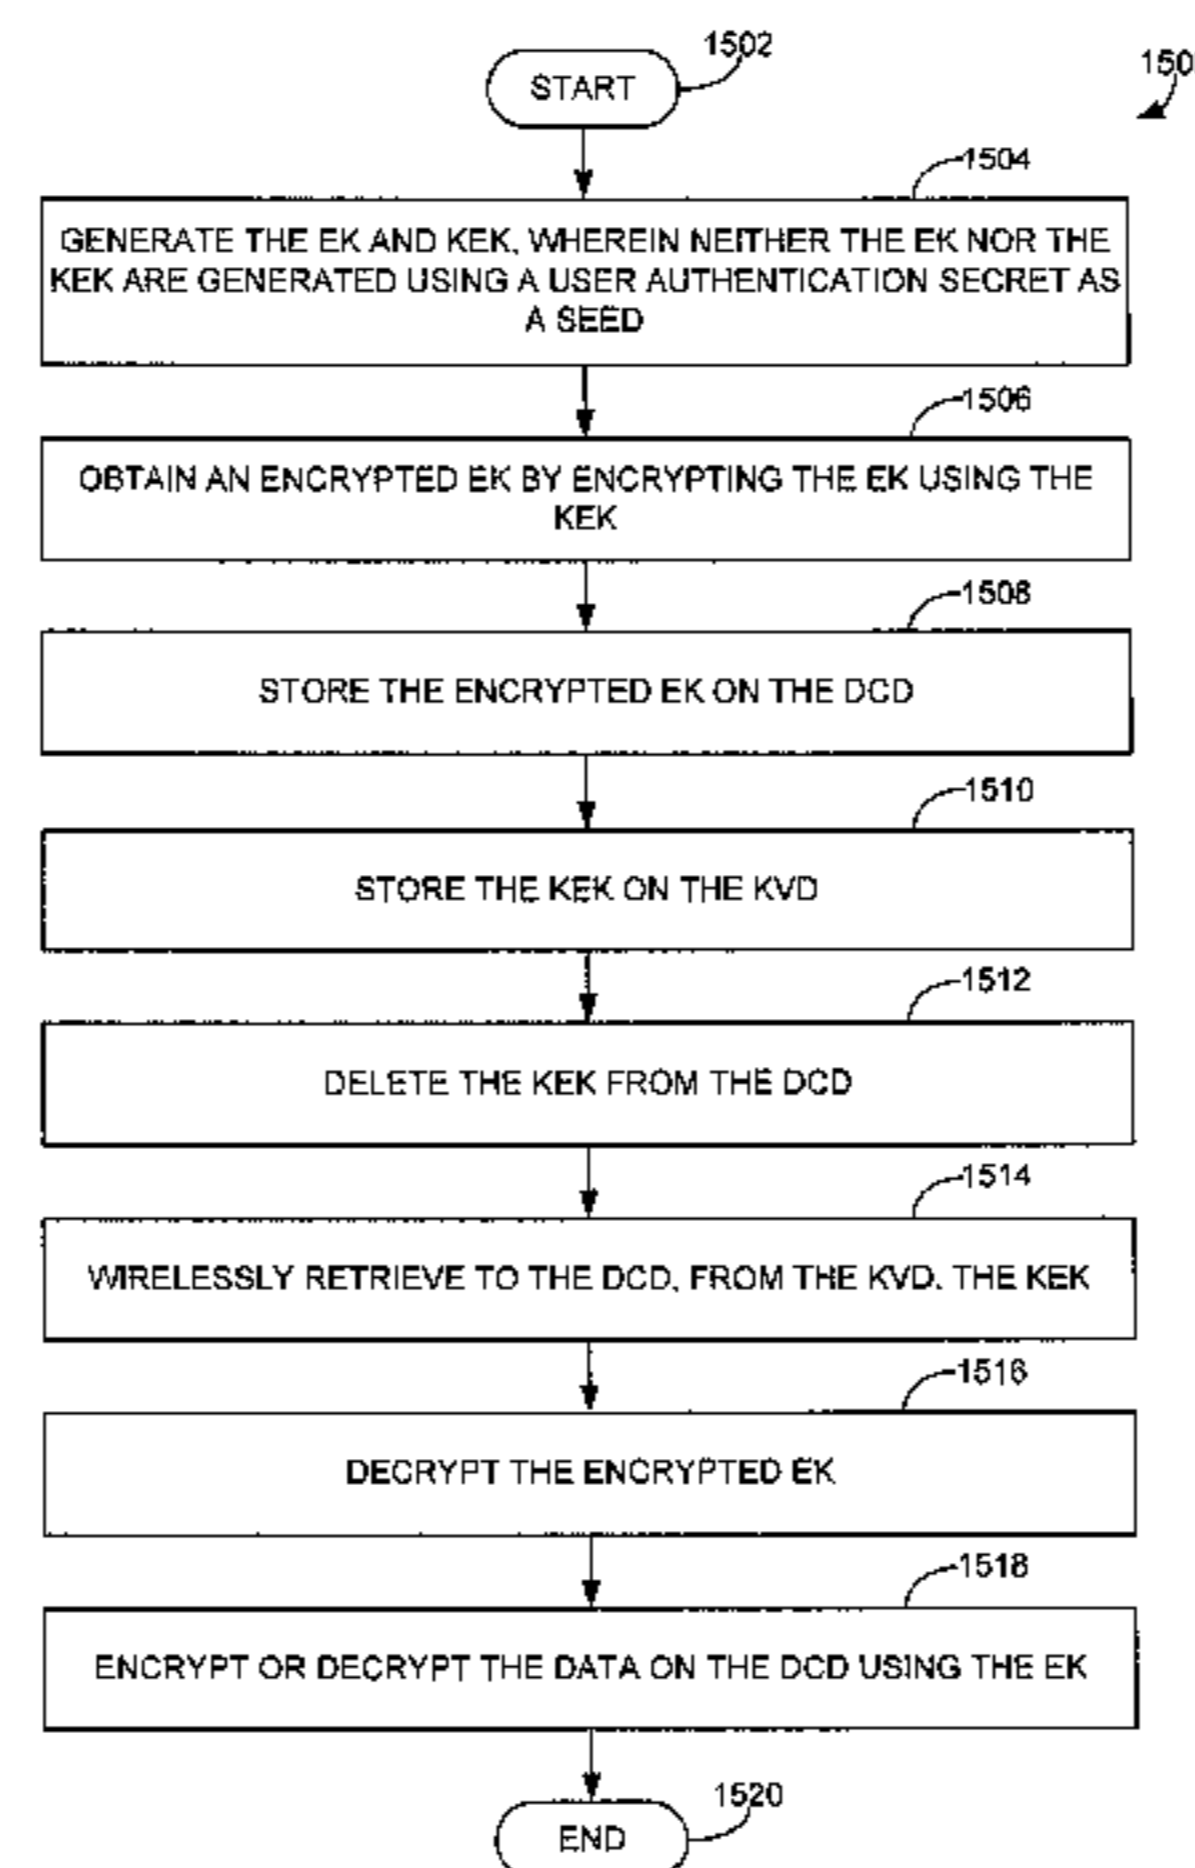 1502
START
150
1504
GENERATE THE EK AND KEK, WHEREIN NEITHER THE EK NOR THE
KEK ARE GENERATED USING A USER AUTHENTICATION SECRET AS
A SEED
1506
OBTAIN AN ENCRYPTED EK BY ENCRYPTING THE EK USING THE
KEK
1508
STORE THE ENCRYPTED EK ON THE DCD
1510
STORE THE KEK ON THE KVD
1512
DELETE THE KEK FROM THE DCD
1514
WIRELESSLY RETRIEVE TO THE DCD, FROM THE KVD, THE KEK
1516
DECRYPT THE ENCRYPTED EK
1518
ENCRYPT OR DECRYPT THE DATA ON THE DCD USING THE EK
1520
END